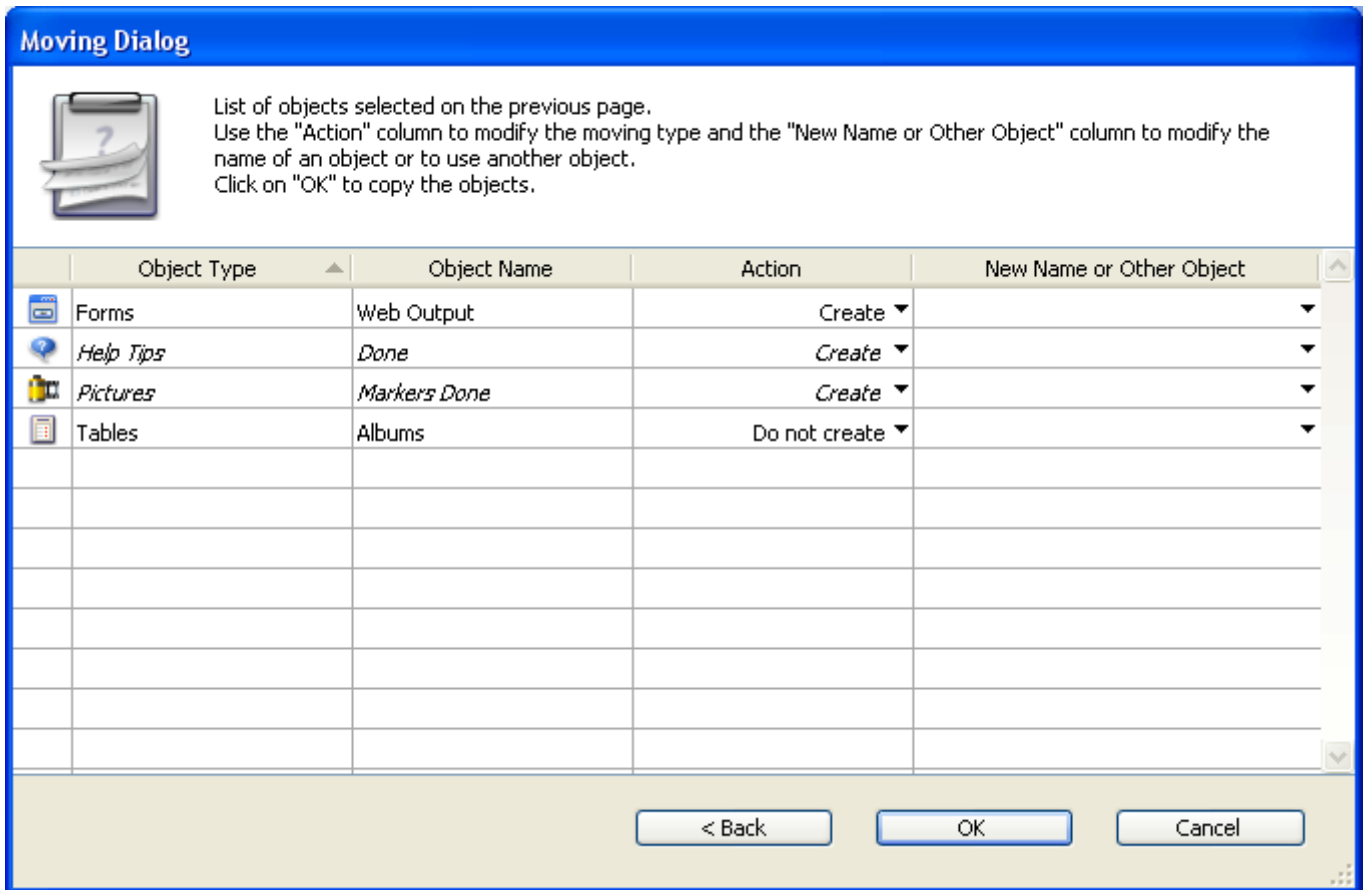 Moving Dialog
List of objects selected on the previous page.
Use the "Action" column to modify the moving type and the "New Name or Other Object" column to modify the
name of an object or to use another object.
Click on "OK" to copy the objects.
Object Type Object Name Action New Name or Other Object
Forms Web Output Create
Help Tips Done Create
Pictures Markers Done Create
Tables Albums Do not create
< Back OK Cancel